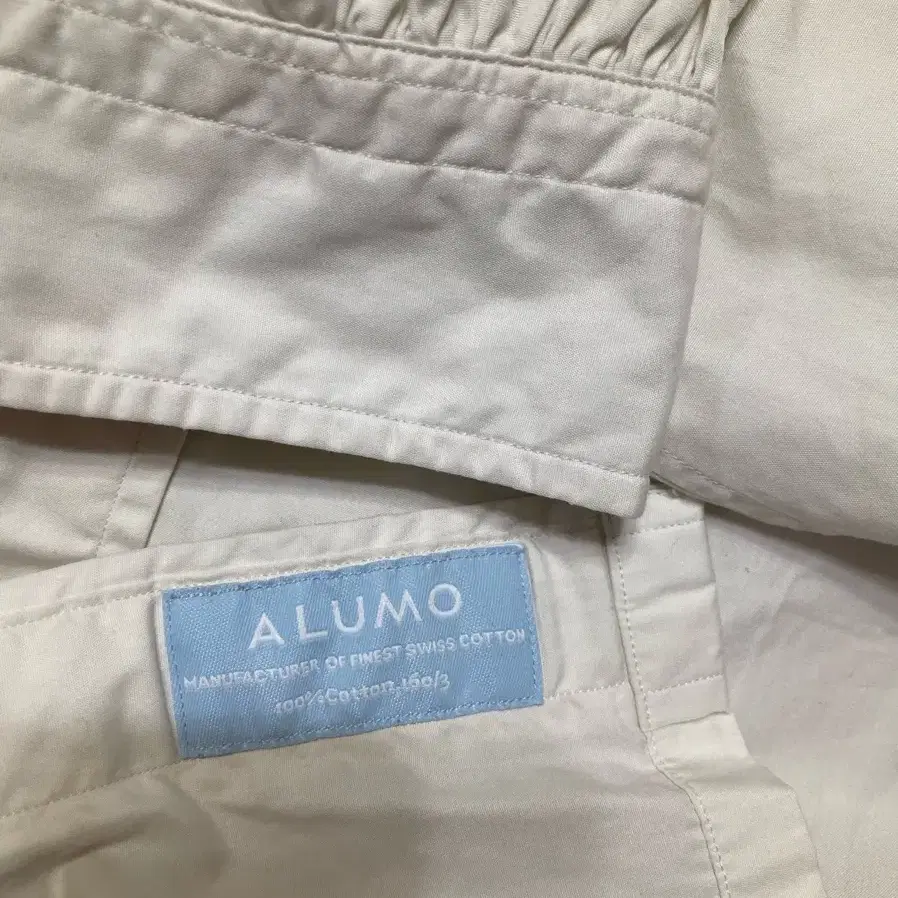 ALUMO
MANUFACTURER OF FINEST SWISS COTTON
100%Cotton 160/3